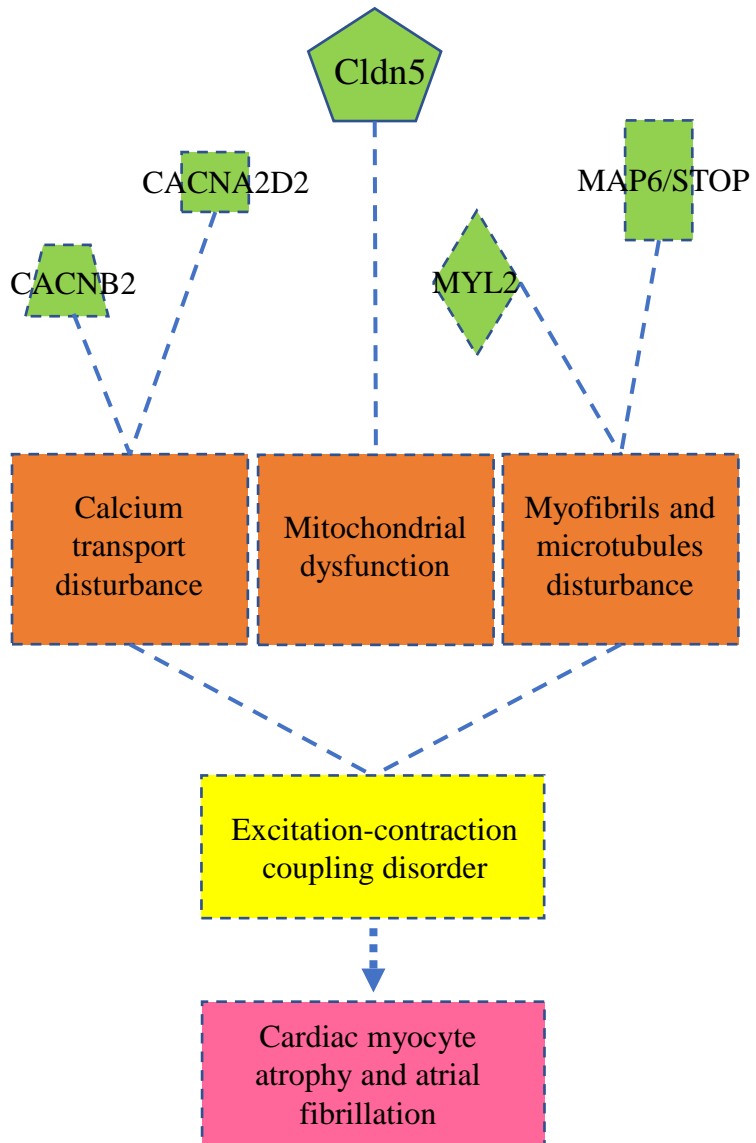 Cldn5
CACNA2D2
MAP6/STOP
CACNB2
MYL2
Calcium
transport
disturbance
Mitochondrial
dysfunction
Myofibrils and
microtubules
disturbance
Excitation-contraction
coupling disorder
Cardiac myocyte
atrophy and atrial
fibrillation